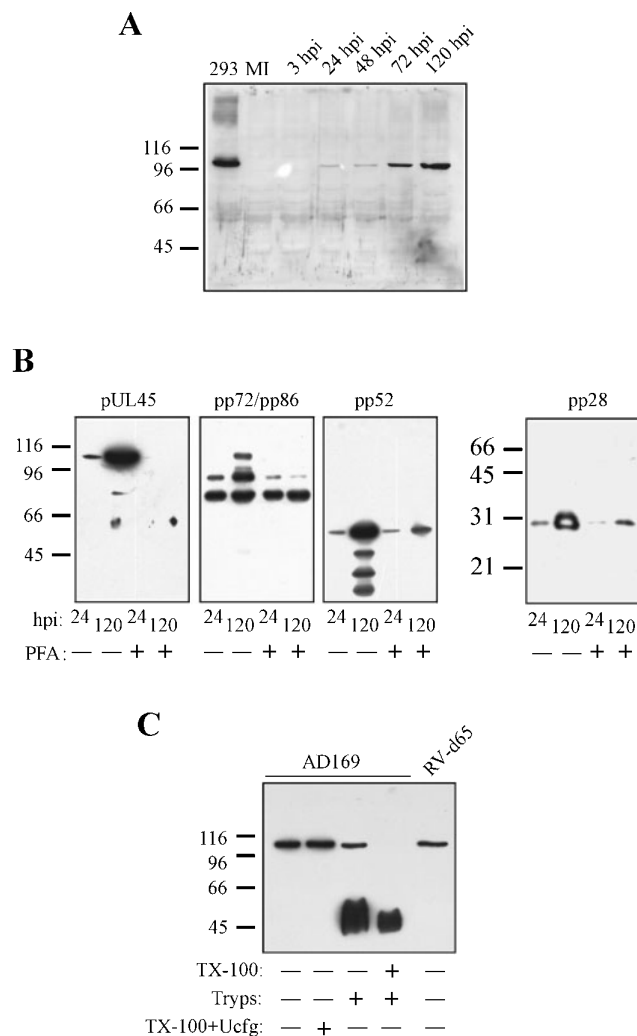 A
293 MI 3 hpi 24 hpi 48 hpi 72 hpi 120 hpi
116
96
66
45
B
pUL45 pp72/pp86 pp52 pp28
116
96
66
45
66
45
31
21
hpi: 24 120 24 120 24 120 24 120 24 120 24 120 24 120 24 120
PFA: — — + + — — + + — — + + — — + +
C
AD169 RV-d65
116
96
66
45
TX-100: — — — + —
Tryps: — — + + —
TX-100+Ucfg: — + — — —